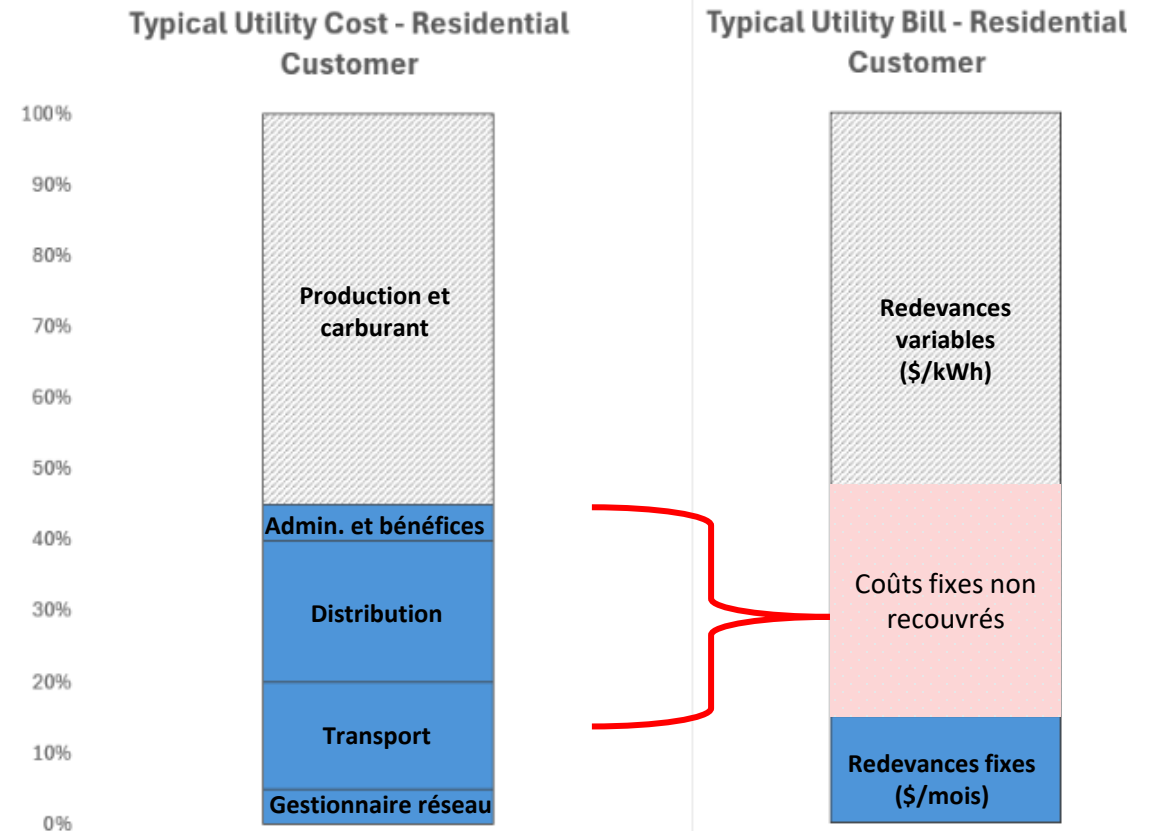 Typical Utility Cost - Residential
Customer
100%
90%
80%
70%
60%
50%
40%
30%
20%
10%
0%
Production et
carburant
Admin. et bénéfices
Distribution
Transport
Gestionnaire réseau
Typical Utility Bill - Residential
Customer
Redevances
variables
($/kWh)
Coûts fixes non
recouvrés
Redevances fixes
($/mois)